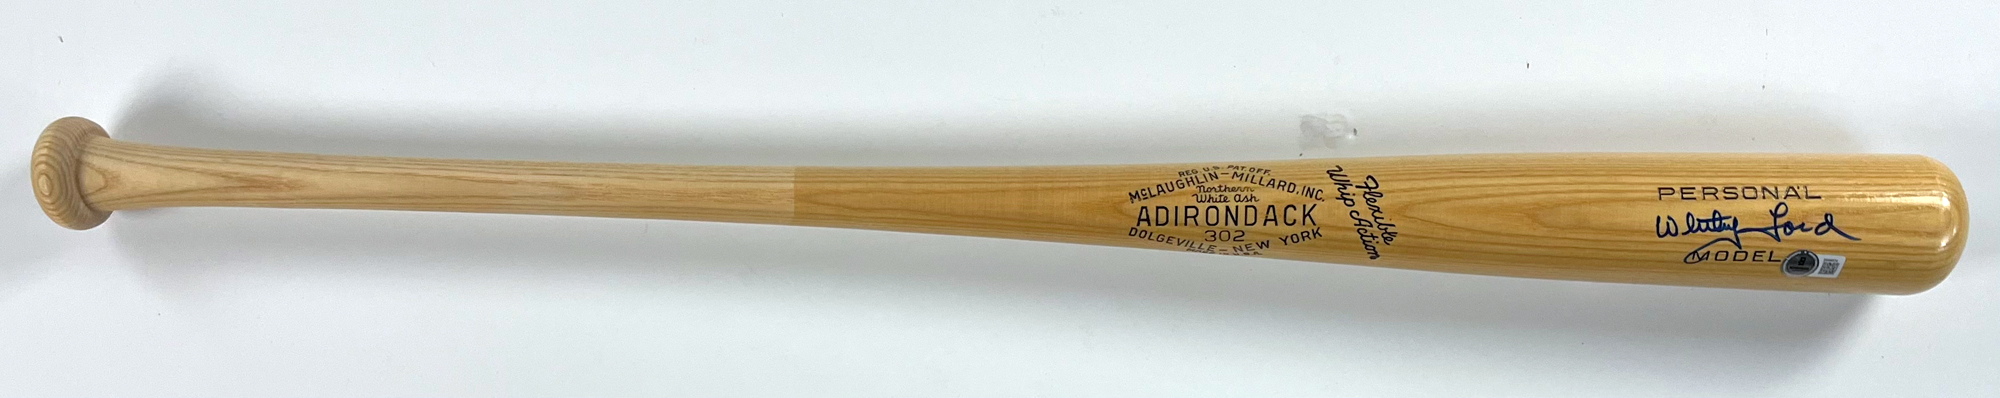 REG. U.S. PAT. OFF.
McLAUGHLIN-MILLARD, INC.
Northern
White Ash
ADIRONDACK
302
DOLGEVILLE-NEW YORK
Flexible
Whip Action
PERSONAL
Whitey Ford
MODEL